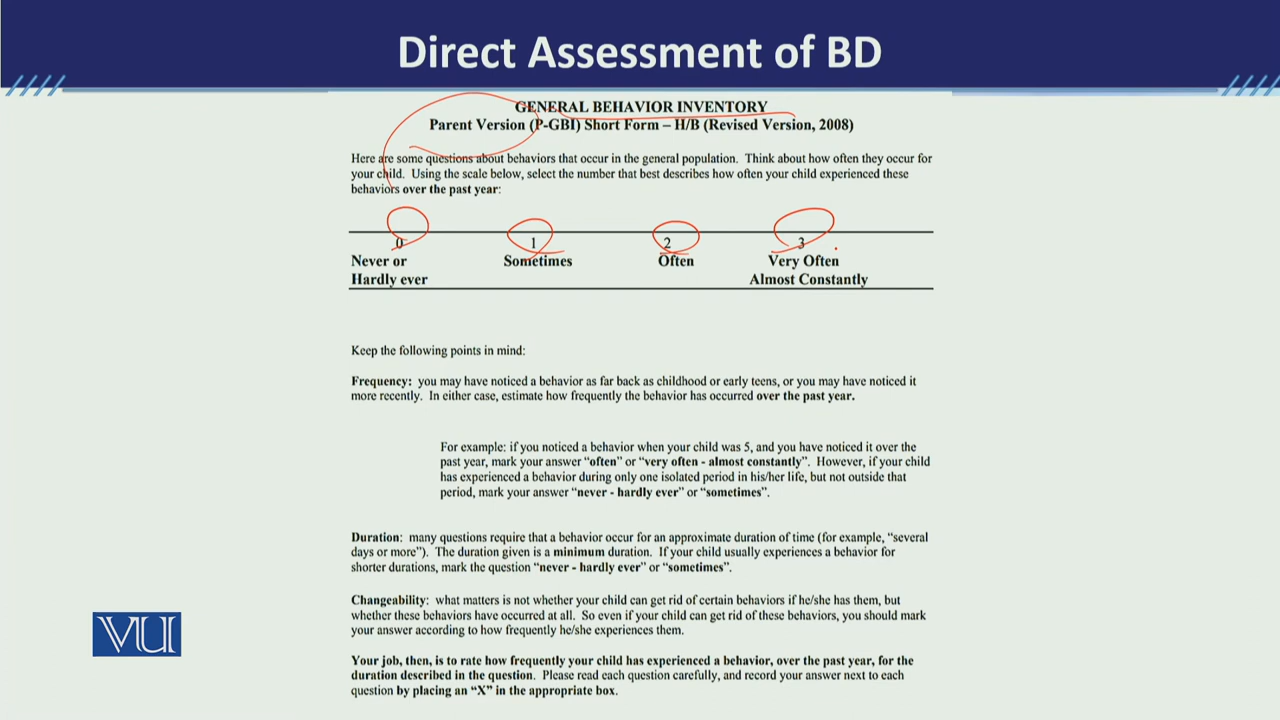 Direct Assessment of BD
GENERAL BEHAVIOR INVENTORY
Parent Version (P-GBI) Short Form – H/B (Revised Version, 2008)
Here are some questions about behaviors that occur in the general population. Think about how often they occur for
your child. Using the scale below, select the number that best describes how often your child experienced these
behaviors over the past year:
0 1 2 3
Never or Sometimes Often Very Often
Hardly ever Almost Constantly
Keep the following points in mind:
Frequency: you may have noticed a behavior as far back as childhood or early teens, or you may have noticed it
more recently. In either case, estimate how frequently the behavior has occurred over the past year.
For example: if you noticed a behavior when your child was 5, and you have noticed it over the
past year, mark your answer “often” or “very often - almost constantly”. However, if your child
has experienced a behavior during only one isolated period in his/her life, but not outside that
period, mark your answer “never - hardly ever” or “sometimes”.
Duration: many questions require that a behavior occur for an approximate duration of time (for example, “several
days or more”). The duration given is a minimum duration. If your child usually experiences a behavior for
shorter durations, mark the question “never - hardly ever” or “sometimes”.
Changeability: what matters is not whether your child can get rid of certain behaviors if he/she has them, but
whether these behaviors have occurred at all. So even if your child can get rid of these behaviors, you should mark
your answer according to how frequently he/she experiences them.
Your job, then, is to rate how frequently your child has experienced a behavior, over the past year, for the
duration described in the question. Please read each question carefully, and record your answer next to each
question by placing an “X” in the appropriate box.
VU